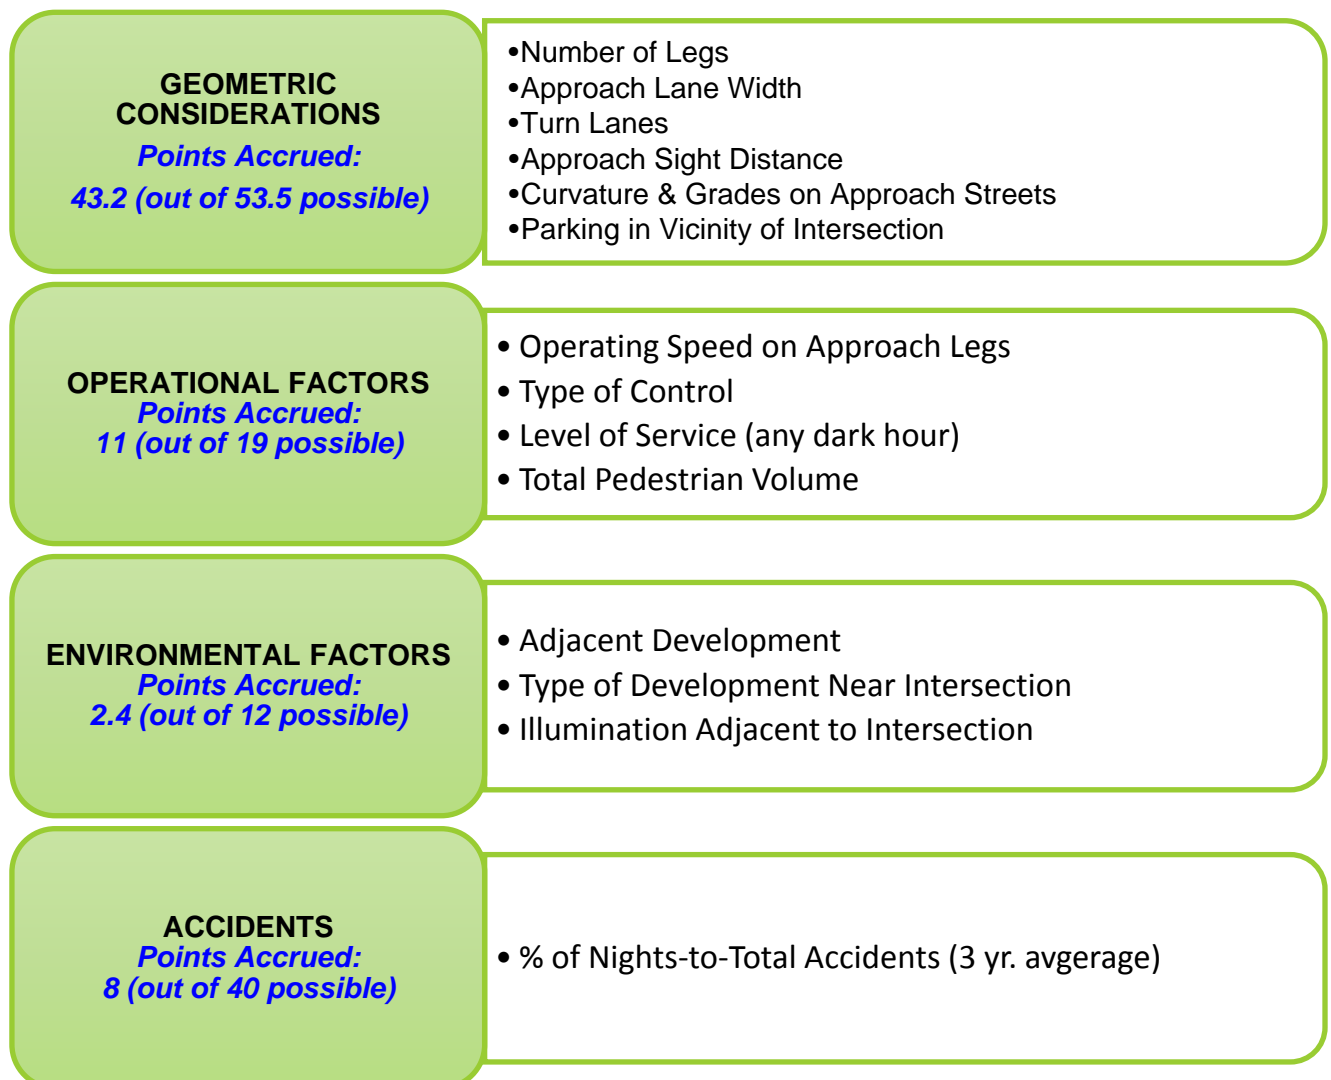 GEOMETRIC
CONSIDERATIONS
Points Accrued:
43.2 (out of 53.5 possible)
•Number of Legs
•Approach Lane Width
•Turn Lanes
•Approach Sight Distance
•Curvature & Grades on Approach Streets
•Parking in Vicinity of Intersection
OPERATIONAL FACTORS
Points Accrued:
11 (out of 19 possible)
• Operating Speed on Approach Legs
• Type of Control
• Level of Service (any dark hour)
• Total Pedestrian Volume
ENVIRONMENTAL FACTORS
Points Accrued:
2.4 (out of 12 possible)
• Adjacent Development
• Type of Development Near Intersection
• Illumination Adjacent to Intersection
ACCIDENTS
Points Accrued:
8 (out of 40 possible)
• % of Nights-to-Total Accidents (3 yr. avgerage)